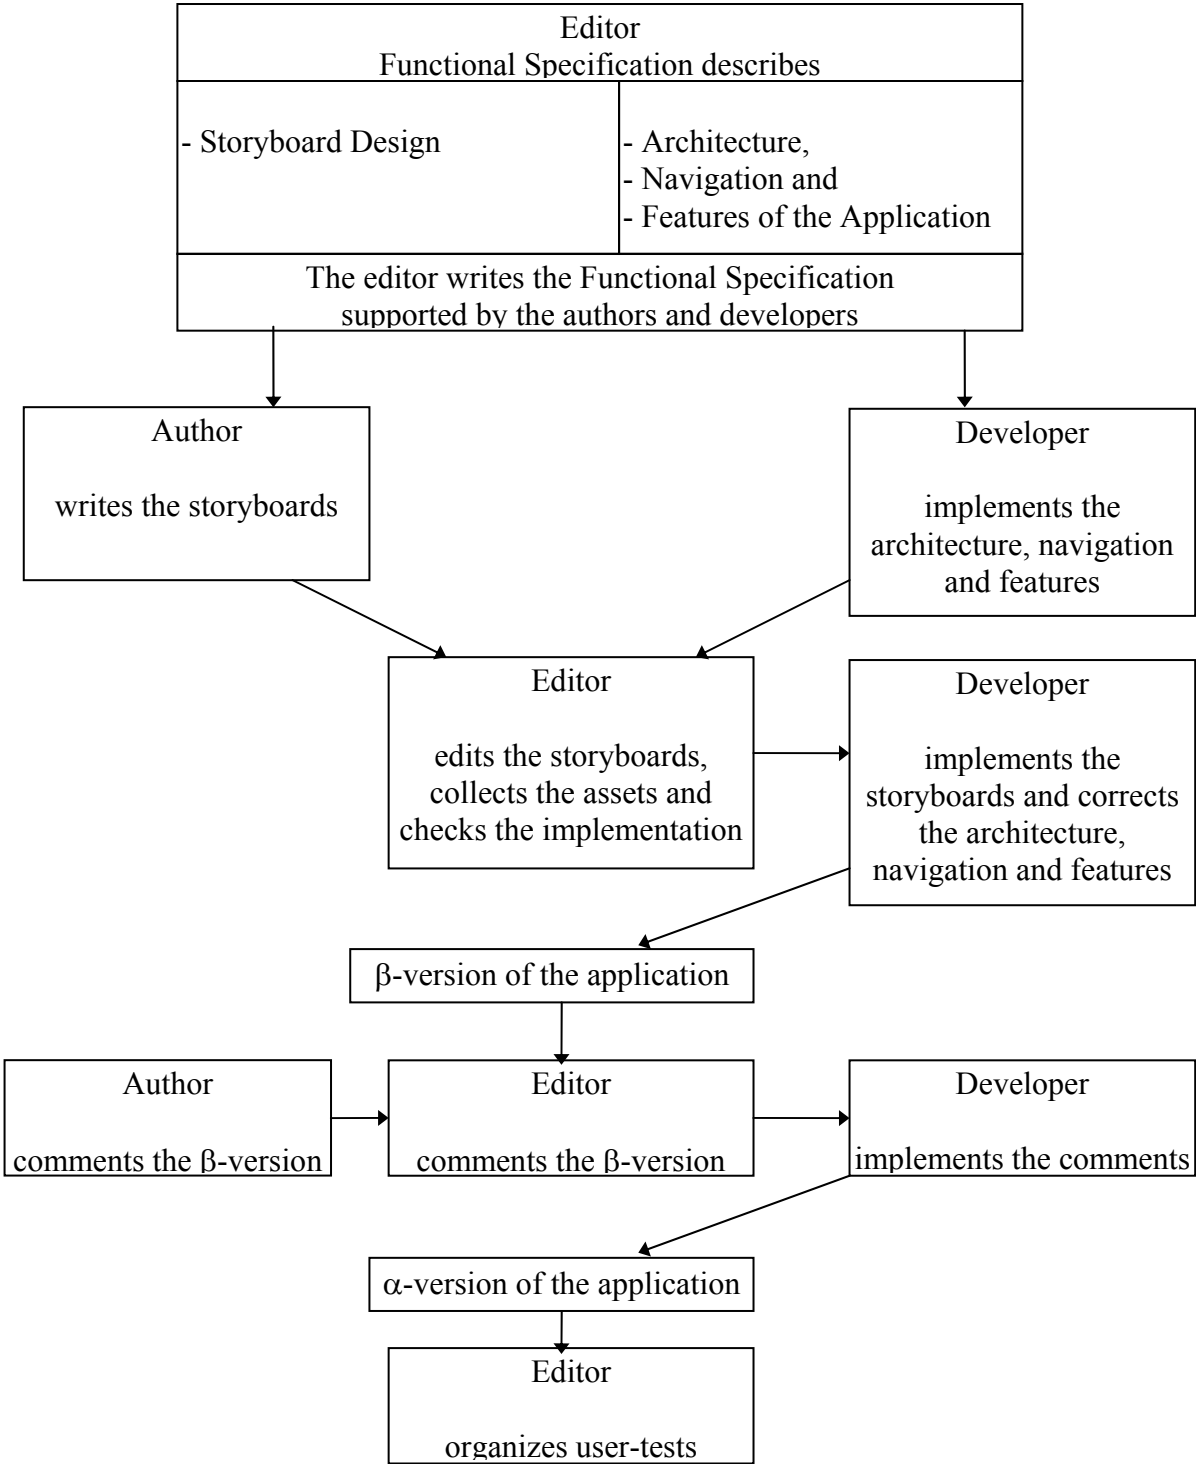 Editor
Functional Specification describes
- Storyboard Design
- Architecture,
- Navigation and
- Features of the Application
The editor writes the Functional Specification
supported by the authors and developers
Author
writes the storyboards
Developer
implements the
architecture, navigation
and features
Editor
edits the storyboards,
collects the assets and
checks the implementation
Developer
implements the
storyboards and corrects
the architecture,
navigation and features
β-version of the application
Author
comments the β-version
Editor
comments the β-version
Developer
implements the comments
α-version of the application
Editor
organizes user-tests